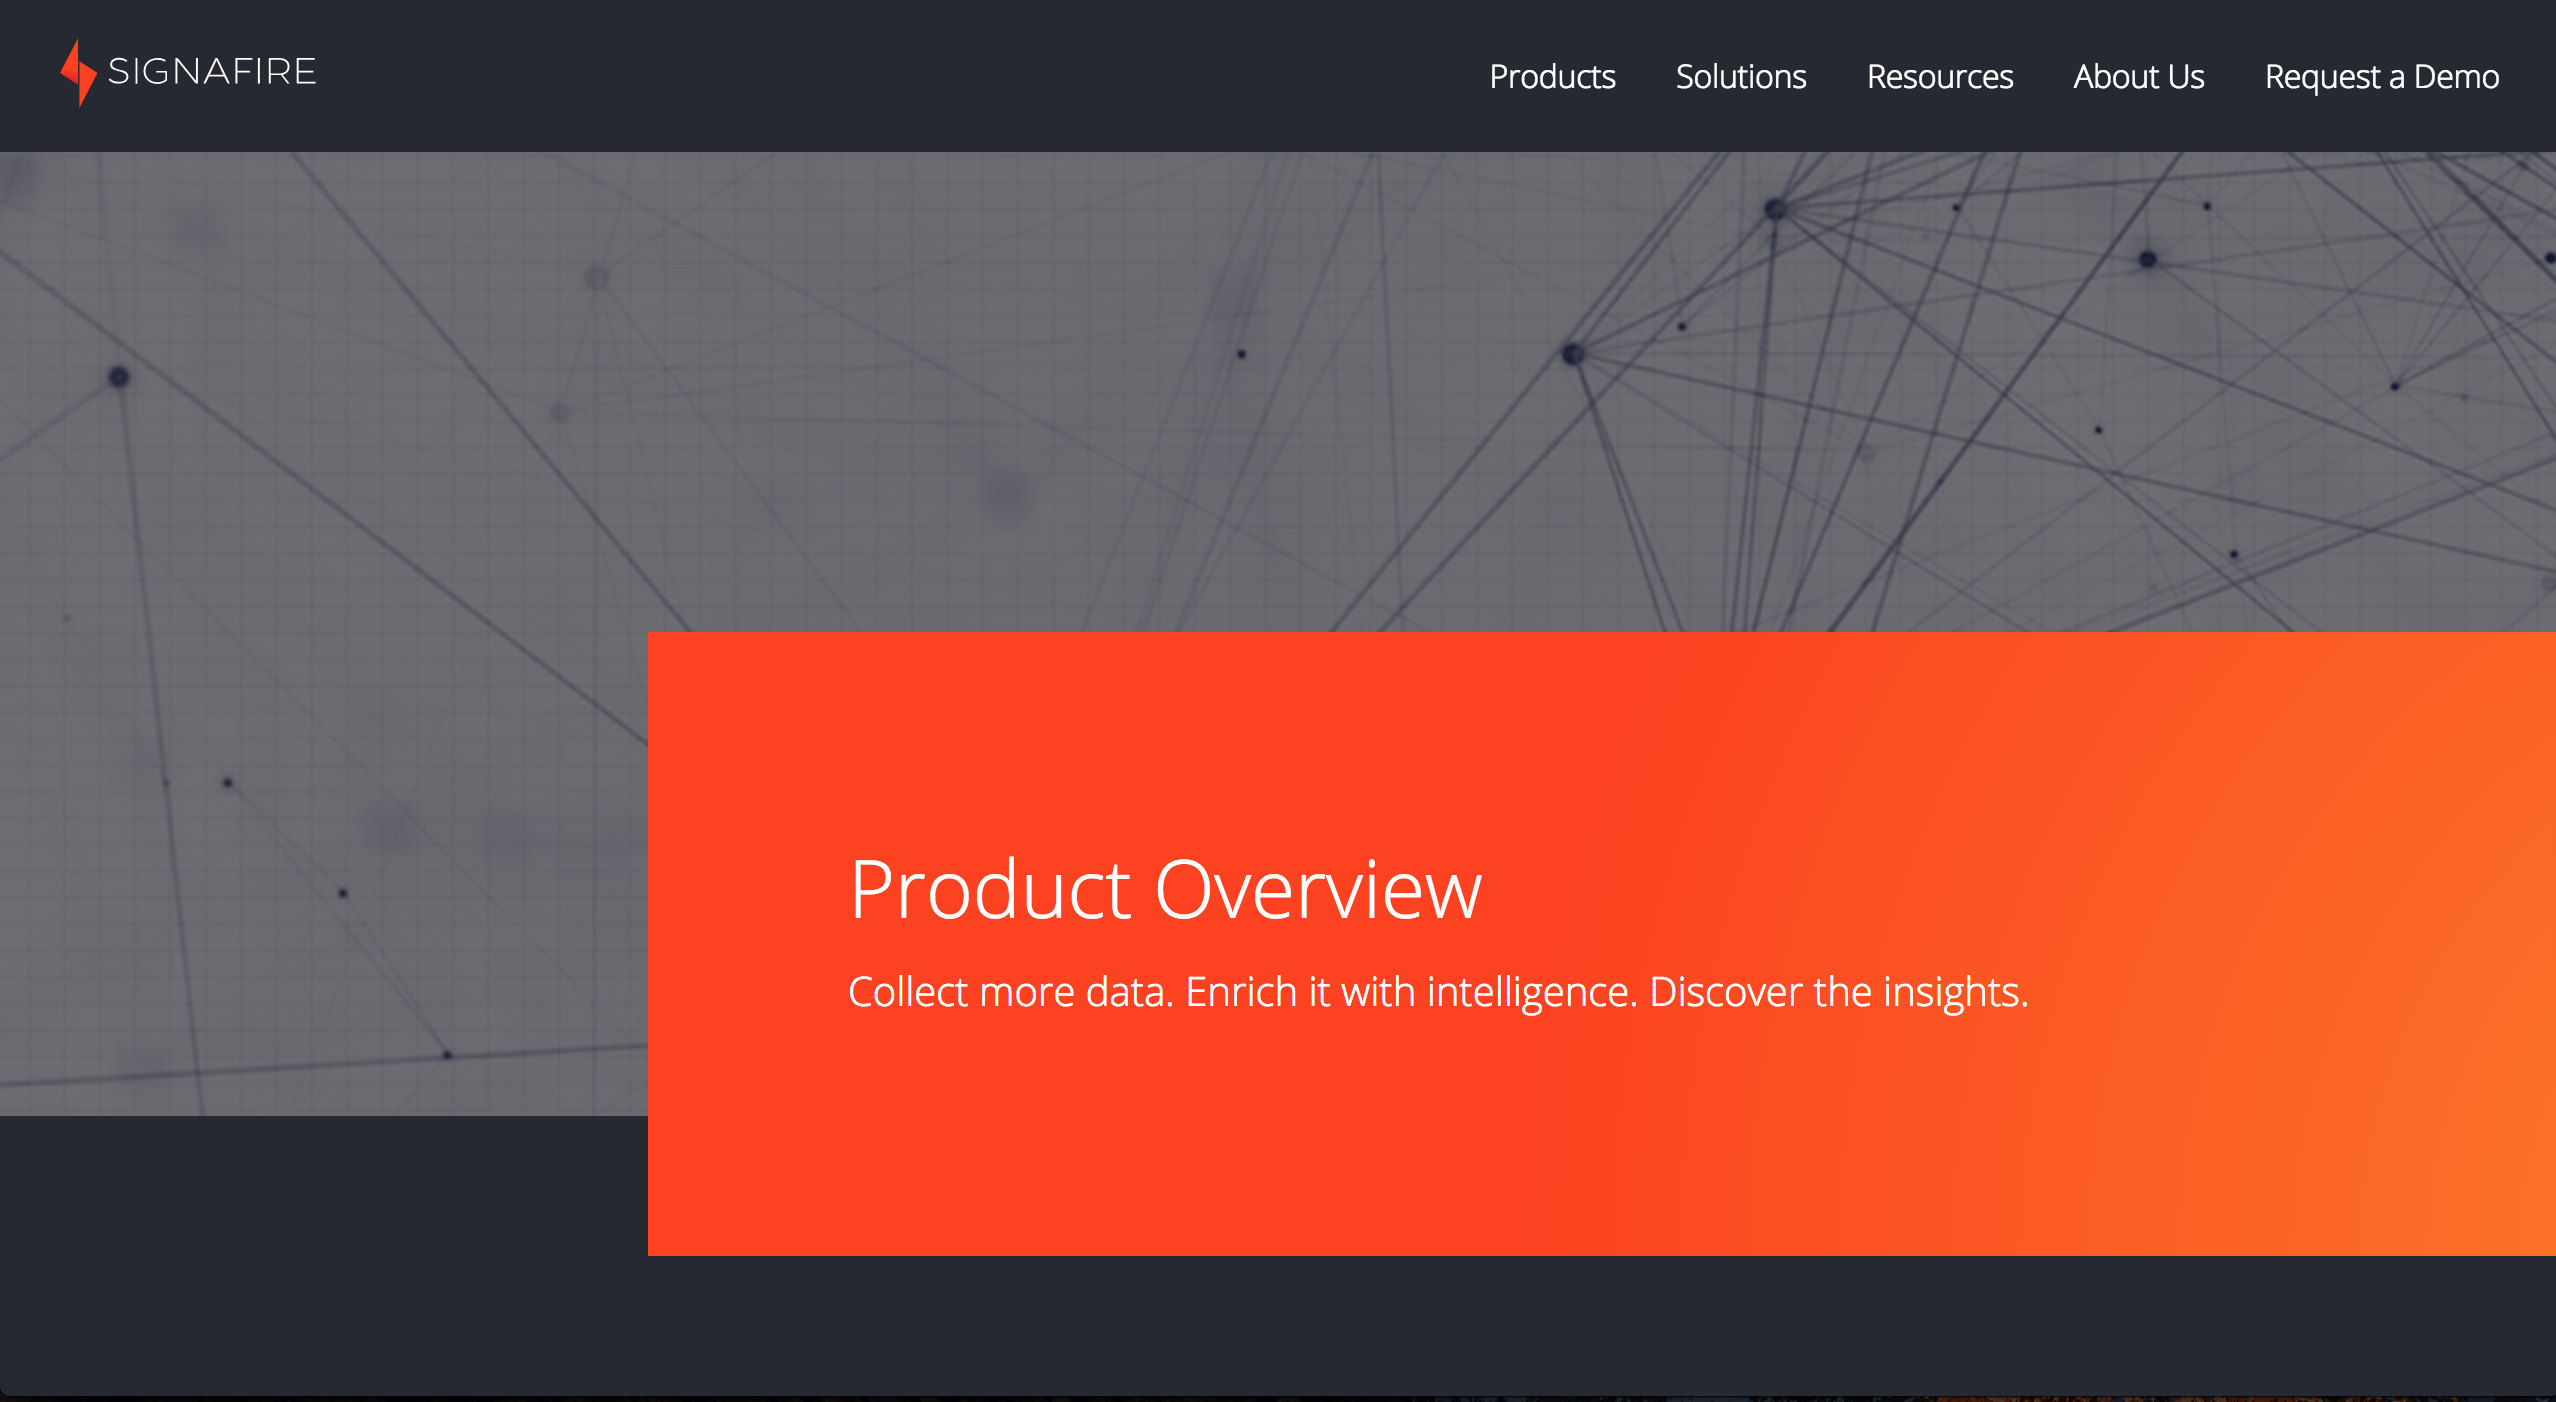 SIGNAFIRE
Products Solutions Resources About Us Request a Demo
Product Overview
Collect more data. Enrich it with intelligence. Discover the insights.